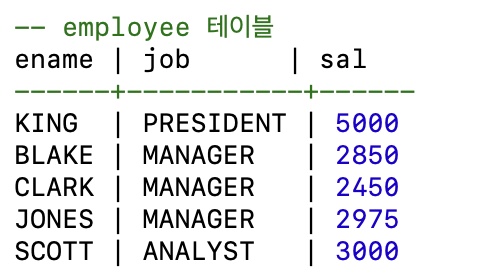 -- employee 테이블
ename | job       | sal
------+-----------+------
KING  | PRESIDENT | 5000
BLAKE | MANAGER   | 2850
CLARK | MANAGER   | 2450
JONES | MANAGER   | 2975
SCOTT | ANALYST   | 3000